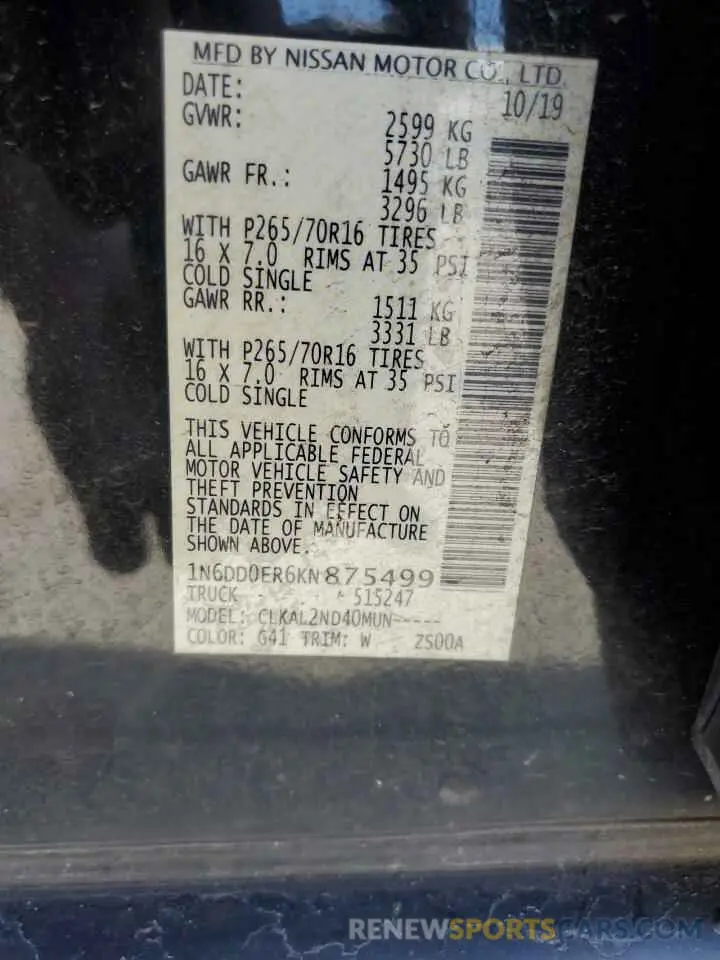 MFD BY NISSAN MOTOR CO., LTD.
DATE: 10/19
GVWR: 2599 KG
5730 LB
GAWR FR.: 1495 KG
3296 LB
WITH P265/70R16 TIRES
16 X 7.0 RIMS AT 35 PSI
COLD SINGLE
GAWR RR.: 1511 KG
3331 LB
WITH P265/70R16 TIRES
16 X 7.0 RIMS AT 35 PSI
COLD SINGLE
THIS VEHICLE CONFORMS TO
ALL APPLICABLE FEDERAL
MOTOR VEHICLE SAFETY AND
THEFT PREVENTION
STANDARDS IN EFFECT ON
THE DATE OF MANUFACTURE
SHOWN ABOVE.
1N6DD0ER6KN875499
TRUCK 515247
MODEL: CLKAL2ND40MUN-----
COLOR: G41 TRIM: W ZS00A
RENEWSPORTSCARS.COM